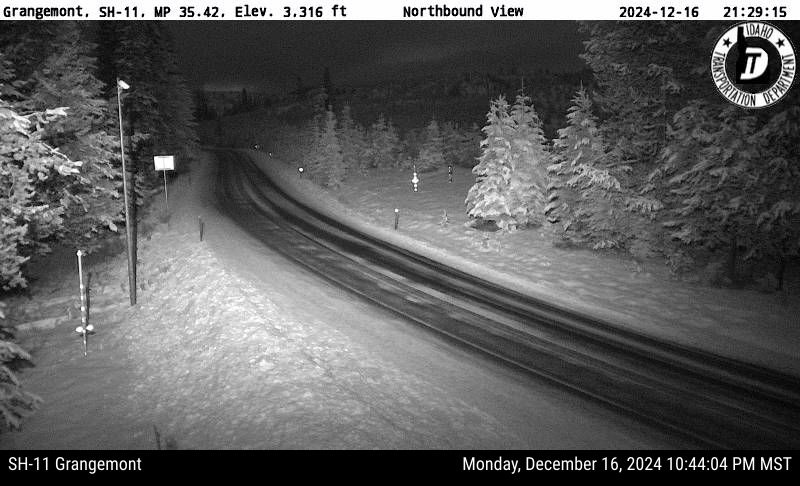 Grangemont, SH-11, MP 35.42, Elev. 3,316 ft Northbound View 2024-12-16 21:29:15
IDAHO
TRANSPORTATION DEPARTMENT
SH-11 Grangemont Monday, December 16, 2024 10:44:04 PM MST